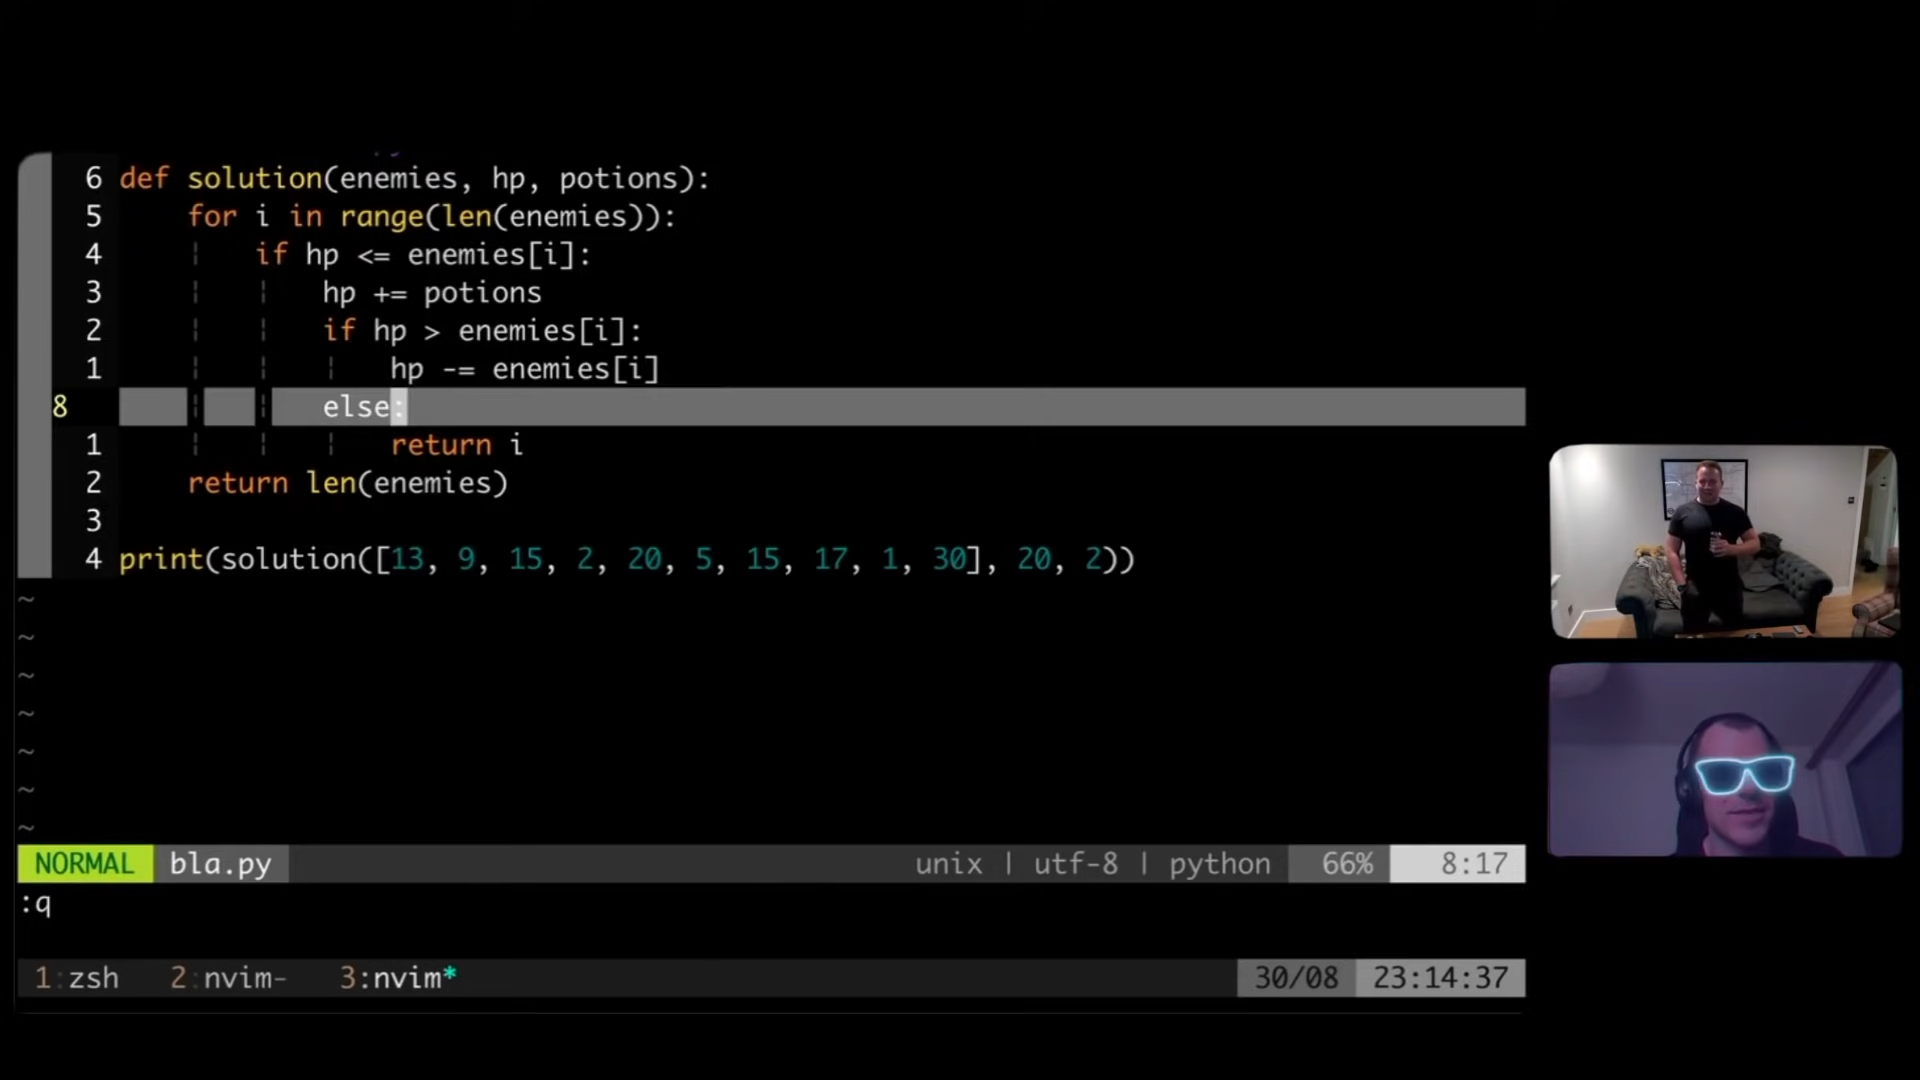 6 def solution(enemies, hp, potions):
5 for i in range(len(enemies)):
4 if hp <= enemies[i]:
3 hp += potions
2 if hp > enemies[i]:
1 hp -= enemies[i]
8 else:
1 return i
2 return len(enemies)
3
4 print(solution([13, 9, 15, 2, 20, 5, 15, 17, 1, 30], 20, 2))
~
~
~
~
~
~
~
NORMAL bla.py unix | utf-8 | python 66% 8:17
:q
1:zsh 2:nvim- 3:nvim* 30/08 23:14:37